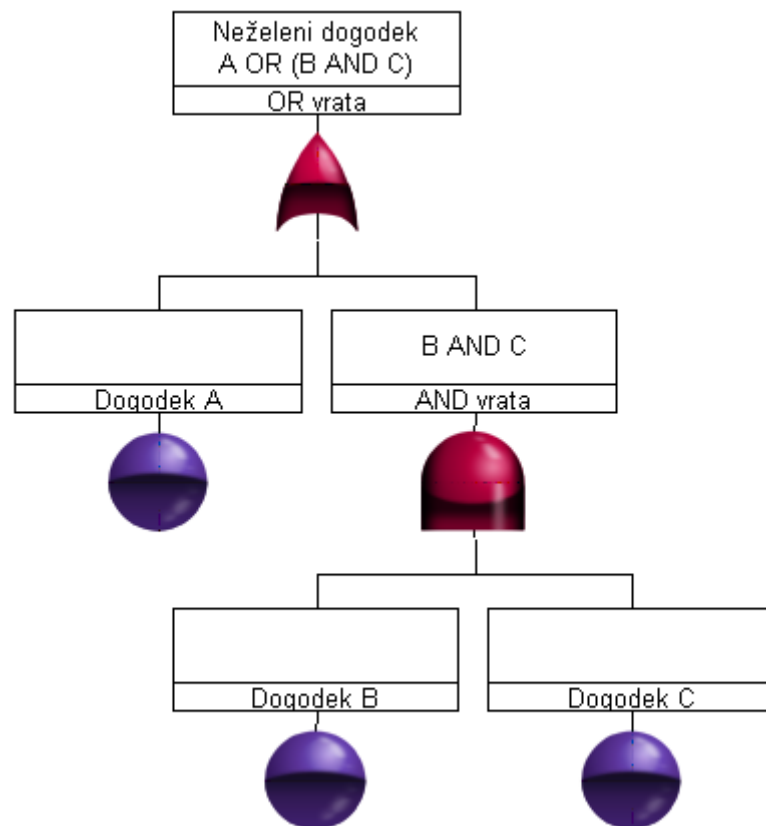 Neželeni dogodek
A OR (B AND C)
OR vrata
B AND C
Dogodek A
AND vrata
Dogodek B
Dogodek C